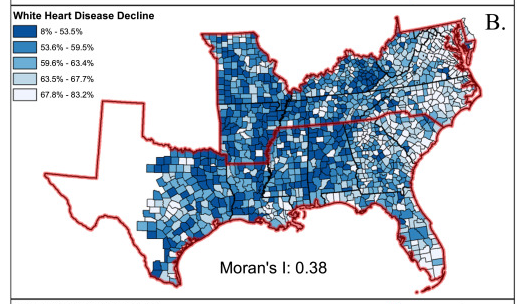 White Heart Disease Decline
B.
8% - 53.5%
53.6% - 59.5%
59.6% - 63.4%
63.5% - 67.7%
67.8% - 83.2%
Moran's I: 0.38